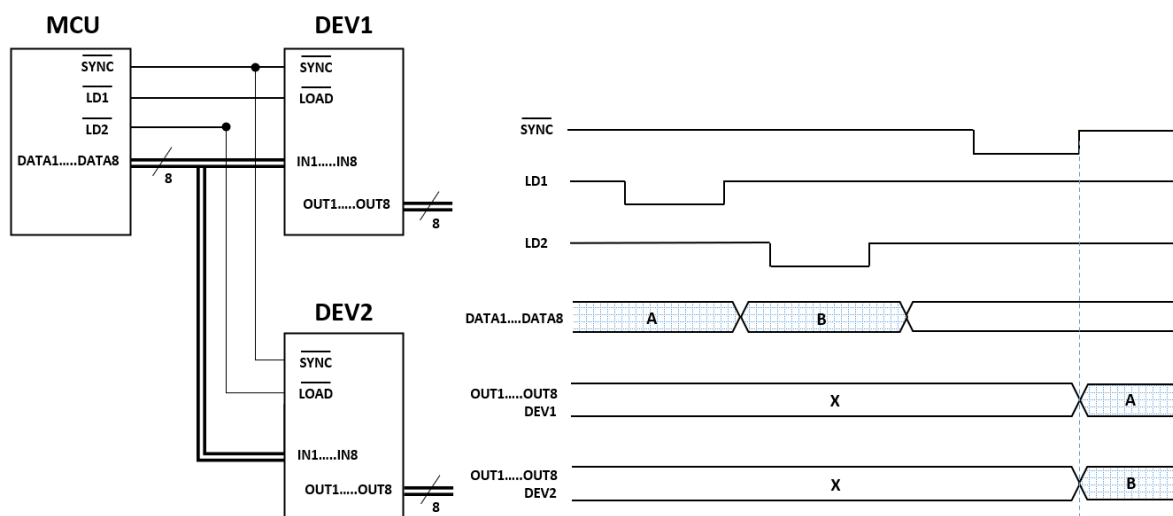 MCU
SYNC
LD1
LD2
DATA1.....DATA8
8
DEV1
SYNC
LOAD
IN1.....IN8
OUT1.....OUT8
8
DEV2
SYNC
LOAD
IN1.....IN8
OUT1.....OUT8
8
SYNC
LD1
LD2
DATA1....DATA8
A
B
OUT1.....OUT8
DEV1
X
A
OUT1.....OUT8
DEV2
X
B